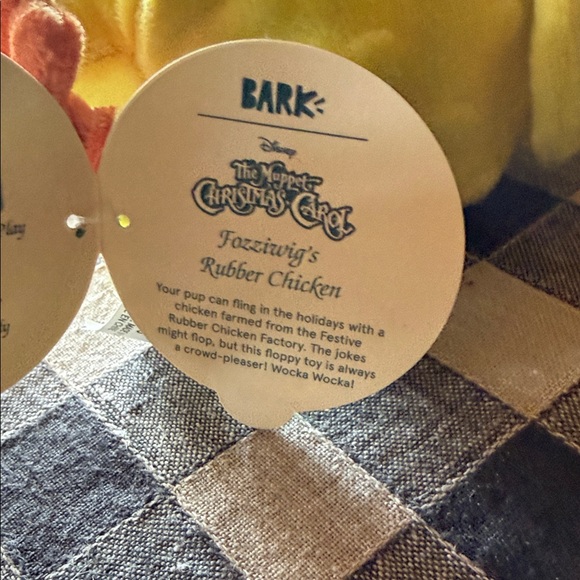 BARK
Disney
The Muppet
CHRISTMAS CAROL
Fozziwig's
Rubber Chicken
Your pup can fling in the holidays with a
chicken farmed from the Festive
Rubber Chicken Factory. The jokes
might flop, but this floppy toy is always
a crowd-pleaser! Wocka Wocka!